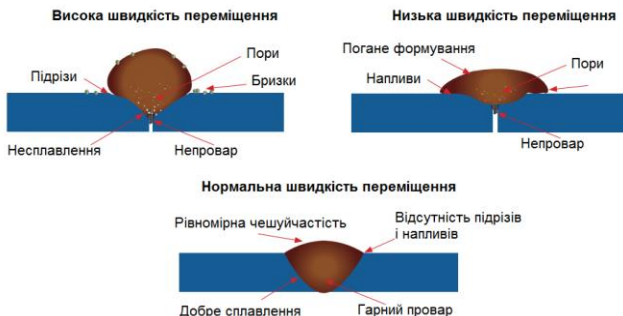 Висока швидкість переміщення
Пори
Підрізи
Бризки
Несплавлення
Непровар
Низька швидкість переміщення
Погане формування
Пори
Напливи
Непровар
Нормальна швидкість переміщення
Рівномірна чешуйчастість
Відсутність підрізів
і напливів
Добре сплавлення
Гарний провар